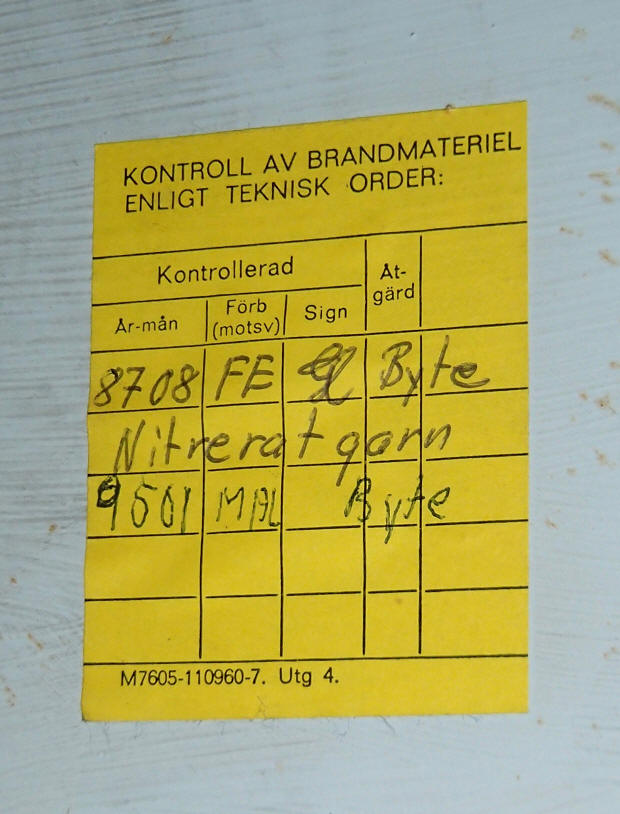 KONTROLL AV BRANDMATERIEL
ENLIGT TEKNISK ORDER:
Kontrollerad
Åt-
gärd
År-mån
Förb
(motsv)
Sign
8708 FE Byte
Nitrerat garn
9501 Byte
M7605-110960-7. Utg 4.